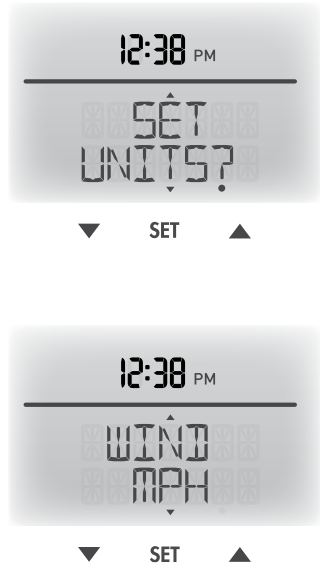 12:38 PM
SET
UNITS?
SET
12:38 PM
WIND
MPH
SET